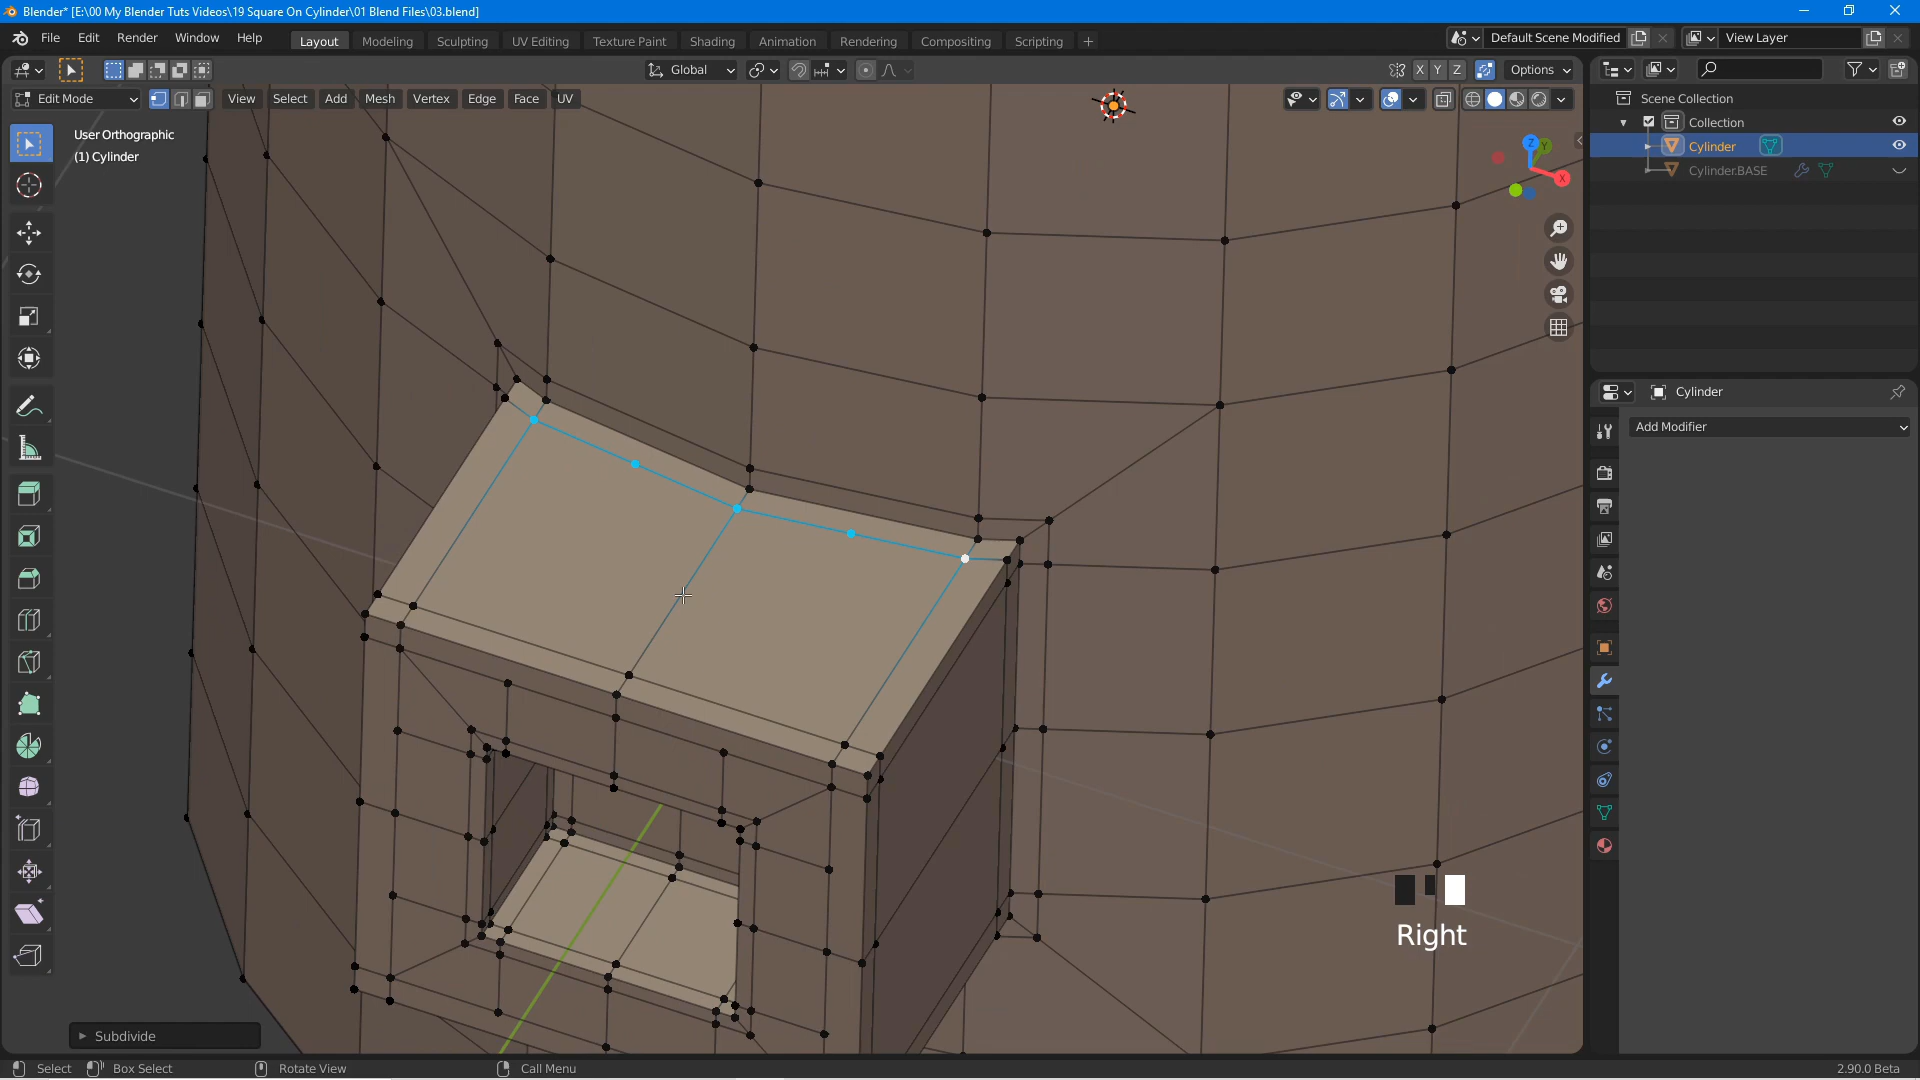 Blender* [E:\00 My Blender Tuts Videos\19 Square On Cylinder\01 Blend Files\03.blend]
File Edit Render Window Help Layout Modeling Sculpting UV Editing Texture Paint Shading Animation Rendering Compositing Scripting + Default Scene Modified View Layer
Global X Y Z Options
Edit Mode View Select Add Mesh Vertex Edge Face UV
Scene Collection
Collection
Cylinder
Cylinder.BASE
User Orthographic
(1) Cylinder
Z Y
X
Cylinder
Add Modifier
Right
Subdivide
Select Box Select Rotate View Call Menu 2.90.0 Beta